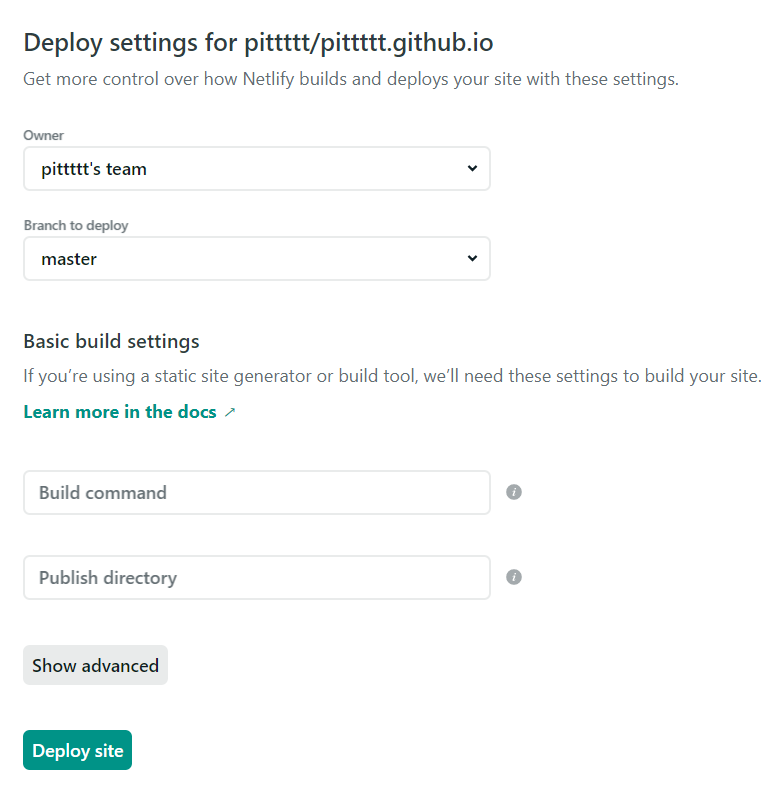 Deploy settings for pittttt/pittttt.github.io
Get more control over how Netlify builds and deploys your site with these settings.
Owner
pittttt's team
Branch to deploy
master
Basic build settings
If you’re using a static site generator or build tool, we’ll need these settings to build your site.
Learn more in the docs ↗
Build command
Publish directory
Show advanced
Deploy site